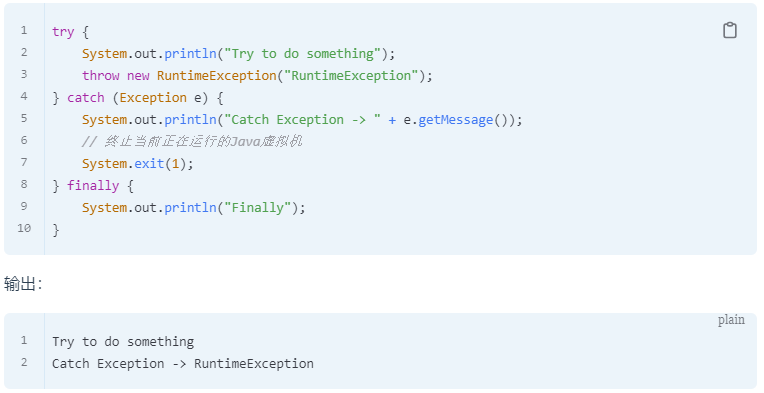 1 try {
2 System.out.println("Try to do something");
3 throw new RuntimeException("RuntimeException");
4 } catch (Exception e) {
5 System.out.println("Catch Exception -> " + e.getMessage());
6 // 终止当前正在运行的Java虚拟机
7 System.exit(1);
8 } finally {
9 System.out.println("Finally");
10 }
输出：
plain
1 Try to do something
2 Catch Exception -> RuntimeException